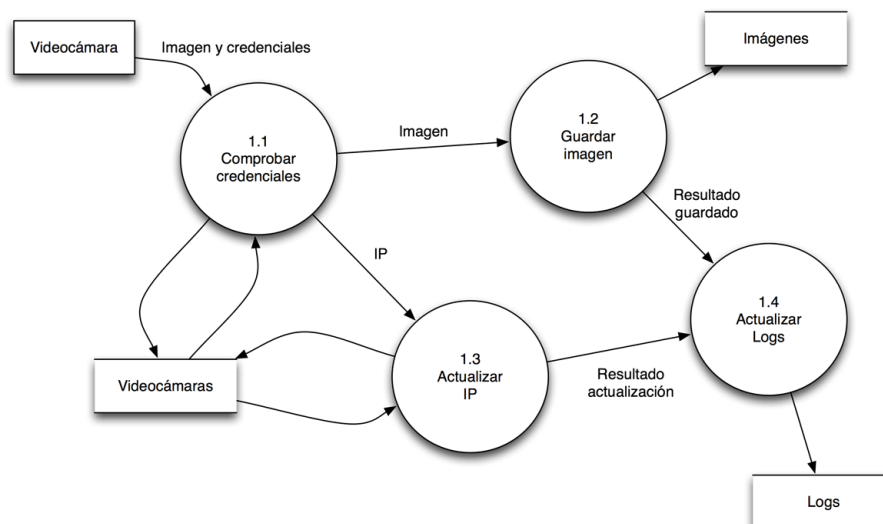 Videocámara
Imagen y credenciales
Imágenes
1.1
Comprobar
credenciales
Imagen
1.2
Guardar
imagen
Resultado
guardado
IP
1.3
Actualizar
IP
Videocámaras
Resultado
actualización
1.4
Actualizar
Logs
Logs